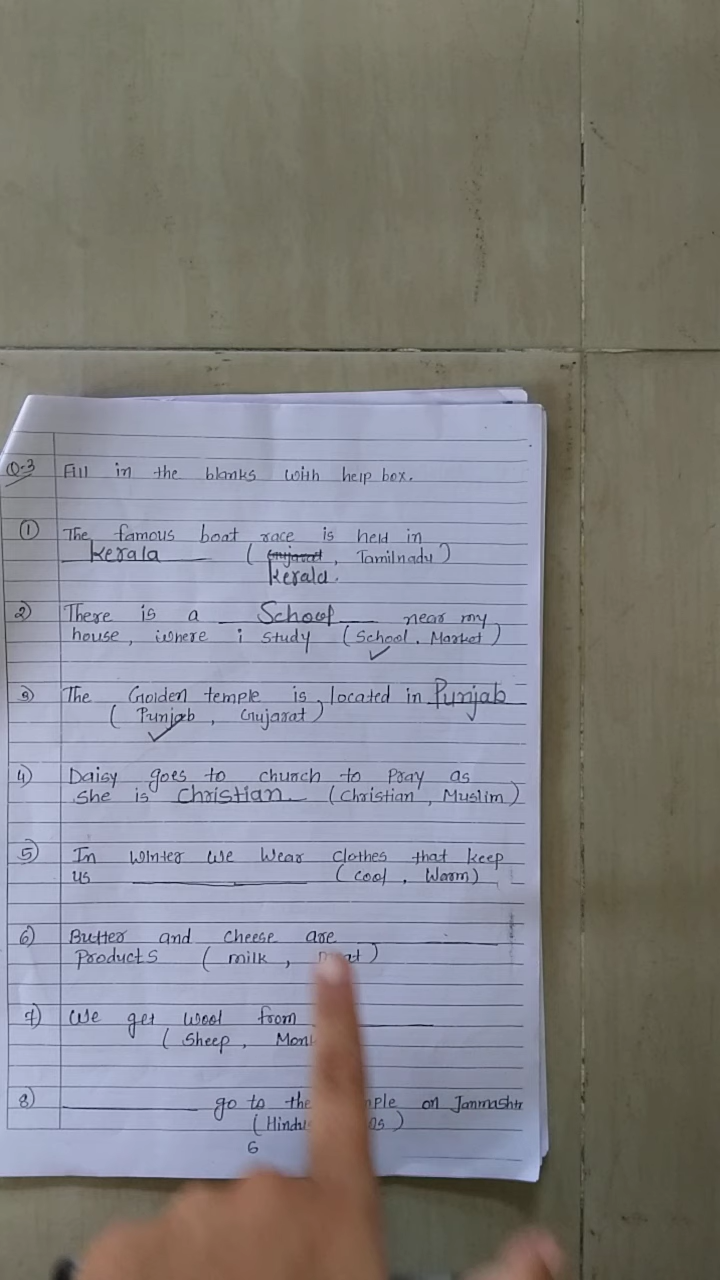 Q-3 Fill in the blanks with help box.
① The famous boat race is held in
Kerala ( Gujarat , Tamilnadu )
Kerala.
2) There is a School near my
house, where i study ( School, Market )
3) The Golden temple is located in Punjab
( Punjab , Gujarat )
4) Daisy goes to church to Pray as
She is Christian ( Christian , Muslim )
5) In winter we wear clothes that keep
us ( cool , Warm )
6) Butter and cheese are
Products ( milk ,
7) We get wool from
( Sheep ,
8) go to the on Janmasht
6